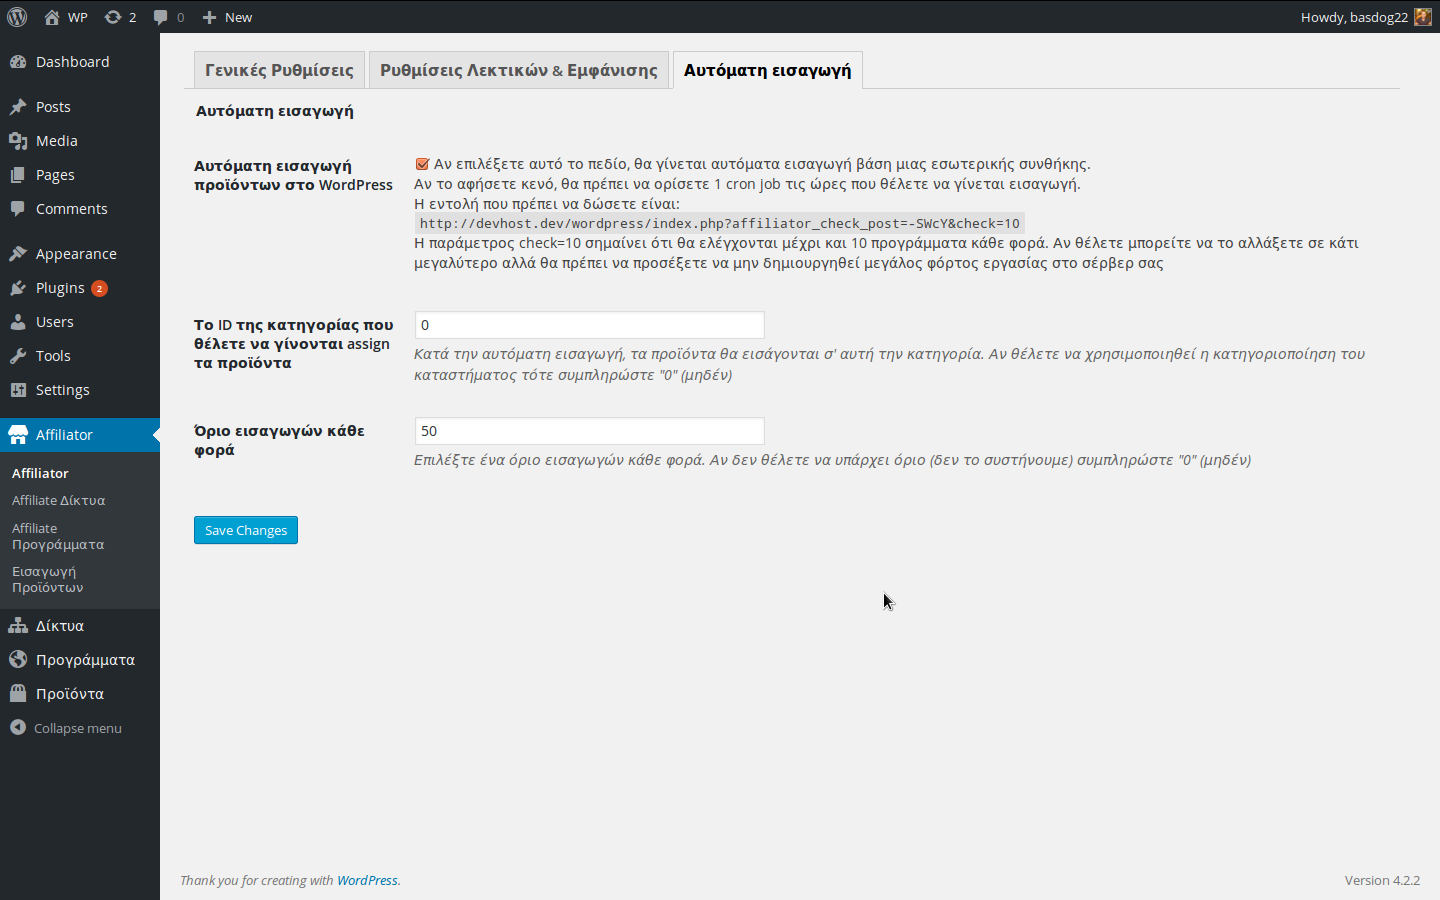 WP 2 0 New Howdy, basdog22
Dashboard
Posts
Media
Pages
Comments
Appearance
Plugins 2
Users
Tools
Settings
Affiliator
Affiliator
Affiliate Δίκτυα
Affiliate
Προγράμματα
Εισαγωγή
Προϊόντων
Δίκτυα
Προγράμματα
Προϊόντα
Collapse menu
Γενικές Ρυθμίσεις Ρυθμίσεις Λεκτικών & Εμφάνισης Αυτόματη εισαγωγή
Αυτόματη εισαγωγή
Αυτόματη εισαγωγή
προϊόντων στο WordPress
Αν επιλέξετε αυτό το πεδίο, θα γίνεται αυτόματα εισαγωγή βάση μιας εσωτερικής συνθήκης.
Αν το αφήσετε κενό, θα πρέπει να ορίσετε 1 cron job τις ώρες που θέλετε να γίνεται εισαγωγή.
Η εντολή που πρέπει να δώσετε είναι:
http://devhost.dev/wordpress/index.php?affiliator_check_post=-SWcY&check=10
Η παράμετρος check=10 σημαίνει ότι θα ελέγχονται μέχρι και 10 προγράμματα κάθε φορά. Αν θέλετε μπορείτε να το αλλάξετε σε κάτι
μεγαλύτερο αλλά θα πρέπει να προσέξετε να μην δημιουργηθεί μεγάλος φόρτος εργασίας στο σέρβερ σας
Το ID της κατηγορίας που
θέλετε να γίνονται assign
τα προϊόντα
0
Κατά την αυτόματη εισαγωγή, τα προϊόντα θα εισάγονται σ' αυτή την κατηγορία. Αν θέλετε να χρησιμοποιηθεί η κατηγοριοποίηση του
καταστήματος τότε συμπληρώστε "0" (μηδέν)
Όριο εισαγωγών κάθε
φορά
50
Επιλέξτε ένα όριο εισαγωγών κάθε φορά. Αν δεν θέλετε να υπάρχει όριο (δεν το συστήνουμε) συμπληρώστε "0" (μηδέν)
Save Changes
Thank you for creating with WordPress. Version 4.2.2